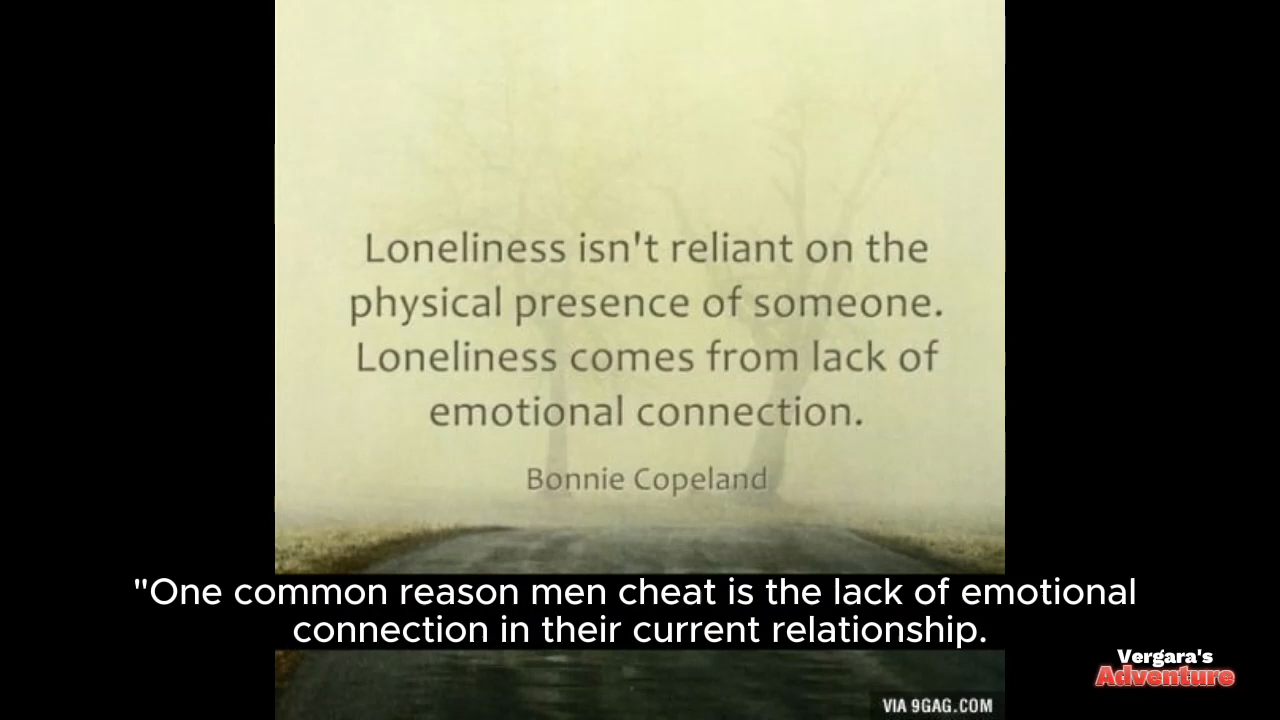 Loneliness isn't reliant on the
physical presence of someone.
Loneliness comes from lack of
emotional connection.
Bonnie Copeland
"One common reason men cheat is the lack of emotional
connection in their current relationship.
Vergara's
Adventure
VIA 9GAG.COM